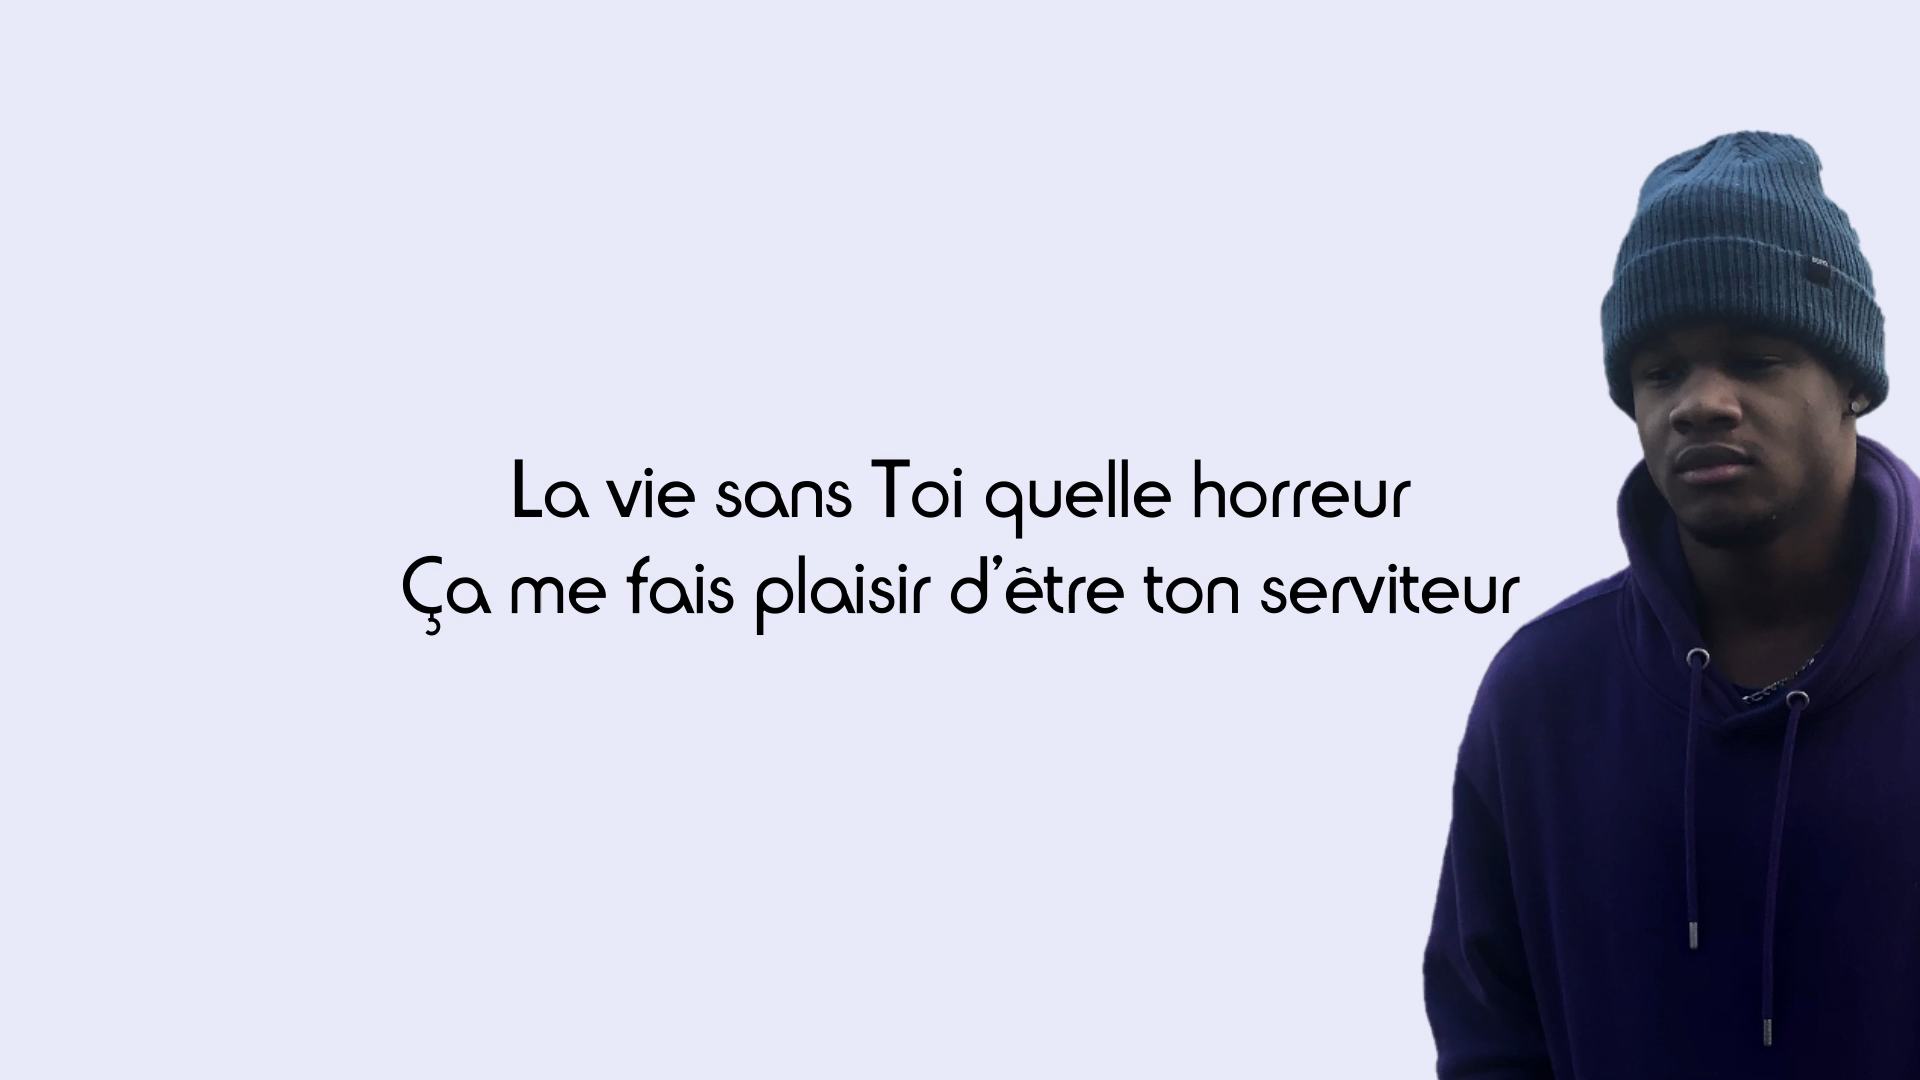 La vie sans Toi quelle horreur
Ça me fais plaisir d’être ton serviteur